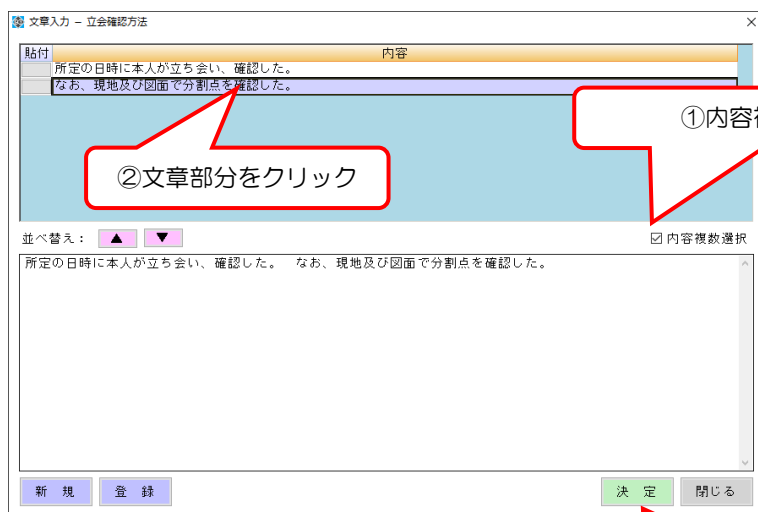 文章入力 － 立会確認方法
貼付 内容
所定の日時に本人が立ち会い、確認した。
なお、現地及び図面で分割点を確認した。
①内容
②文章部分をクリック
並べ替え： ▲ ▼ ☑内容複数選択
所定の日時に本人が立ち会い、確認した。 なお、現地及び図面で分割点を確認した。
新 規 登 録 決 定 閉じる